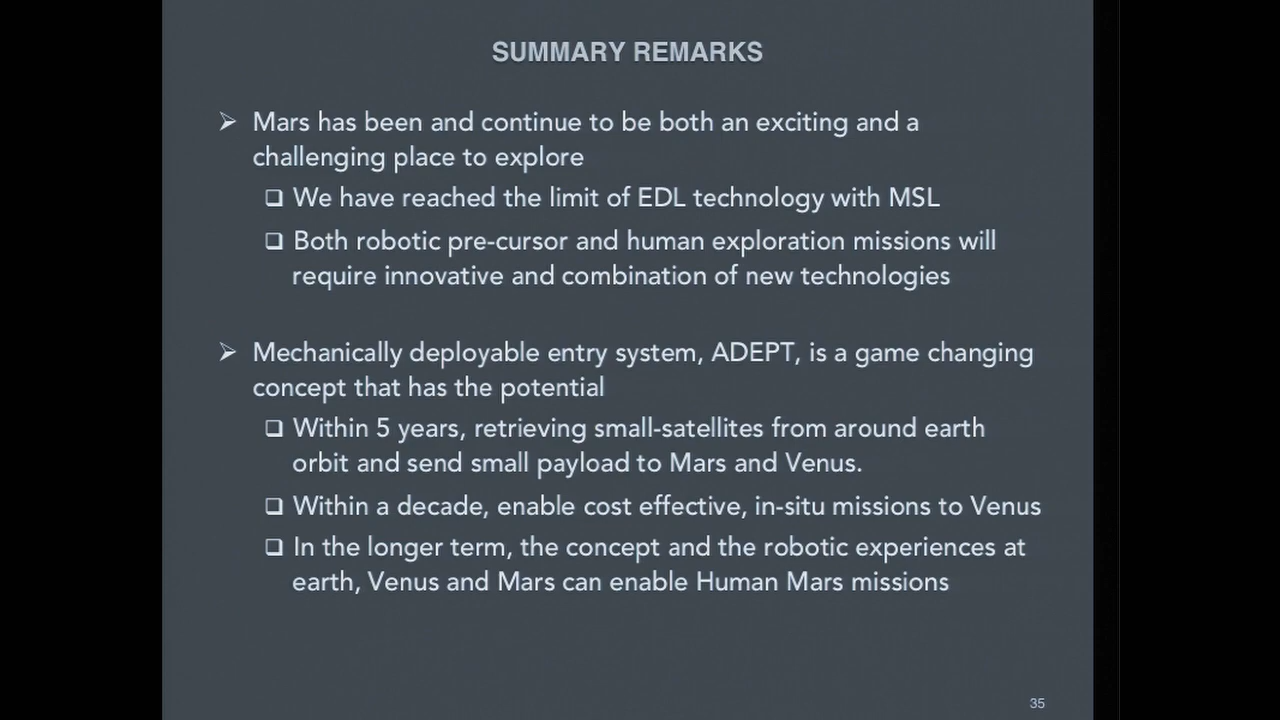 SUMMARY REMARKS
➢ Mars has been and continue to be both an exciting and a
challenging place to explore
❑ We have reached the limit of EDL technology with MSL
❑ Both robotic pre-cursor and human exploration missions will
require innovative and combination of new technologies
➢ Mechanically deployable entry system, ADEPT, is a game changing
concept that has the potential
❑ Within 5 years, retrieving small-satellites from around earth
orbit and send small payload to Mars and Venus.
❑ Within a decade, enable cost effective, in-situ missions to Venus
❑ In the longer term, the concept and the robotic experiences at
earth, Venus and Mars can enable Human Mars missions
35